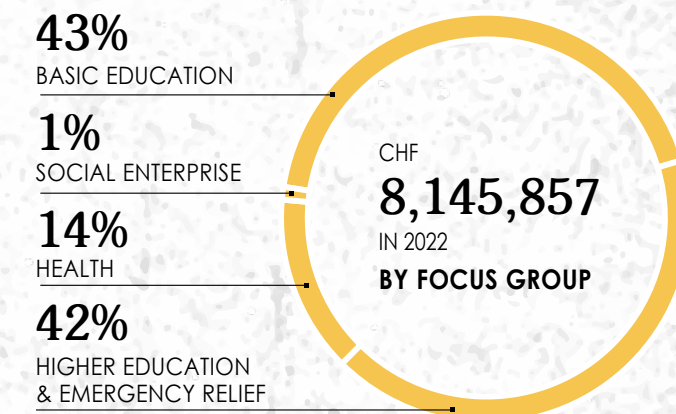 43%
BASIC EDUCATION
1%
SOCIAL ENTERPRISE
14%
HEALTH
42%
HIGHER EDUCATION
& EMERGENCY RELIEF
CHF
8,145,857
IN 2022
BY FOCUS GROUP